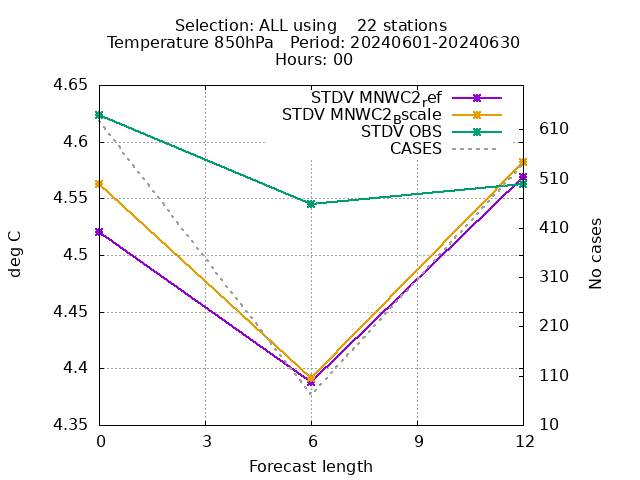 Selection: ALL using    22 stations
Temperature 850hPa   Period: 20240601-20240630
Hours: 00
STDV MNWC2ref
STDV MNWC2Bscale
STDV OBS
CASES
4.65
4.6
4.55
4.5
4.45
4.4
4.35
deg C
610
510
410
310
210
110
10
No cases
0 3 6 9 12
Forecast length